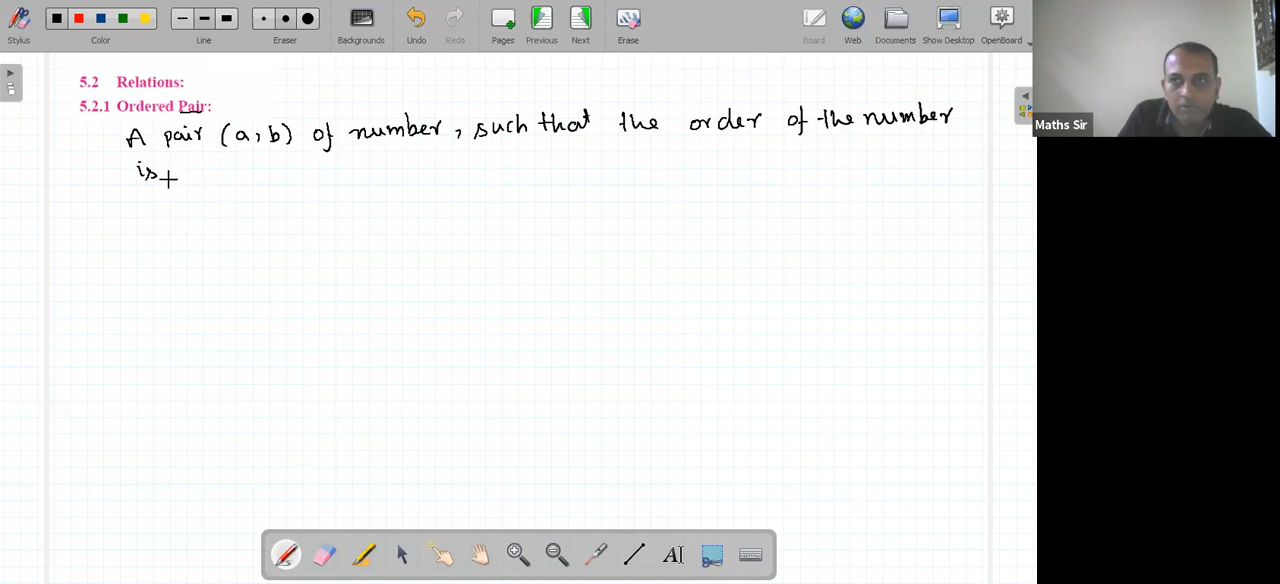 Stylus
Color
Line
Eraser
Backgrounds
Undo
Redo
Pages
Previous
Next
Erase
Board
Web
Documents
Show Desktop
OpenBoard
5.2 Relations:
5.2.1 Ordered Pair:
A pair (a, b) of number, such that the order of the number
is
Maths Sir
AI